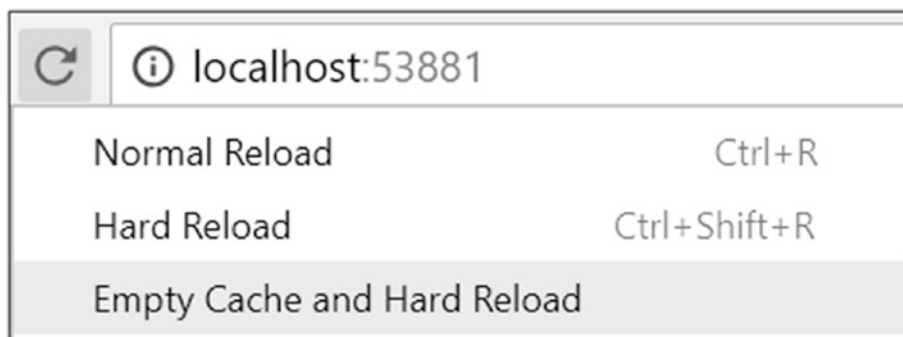 localhost:53881
Normal Reload Ctrl+R
Hard Reload Ctrl+Shift+R
Empty Cache and Hard Reload